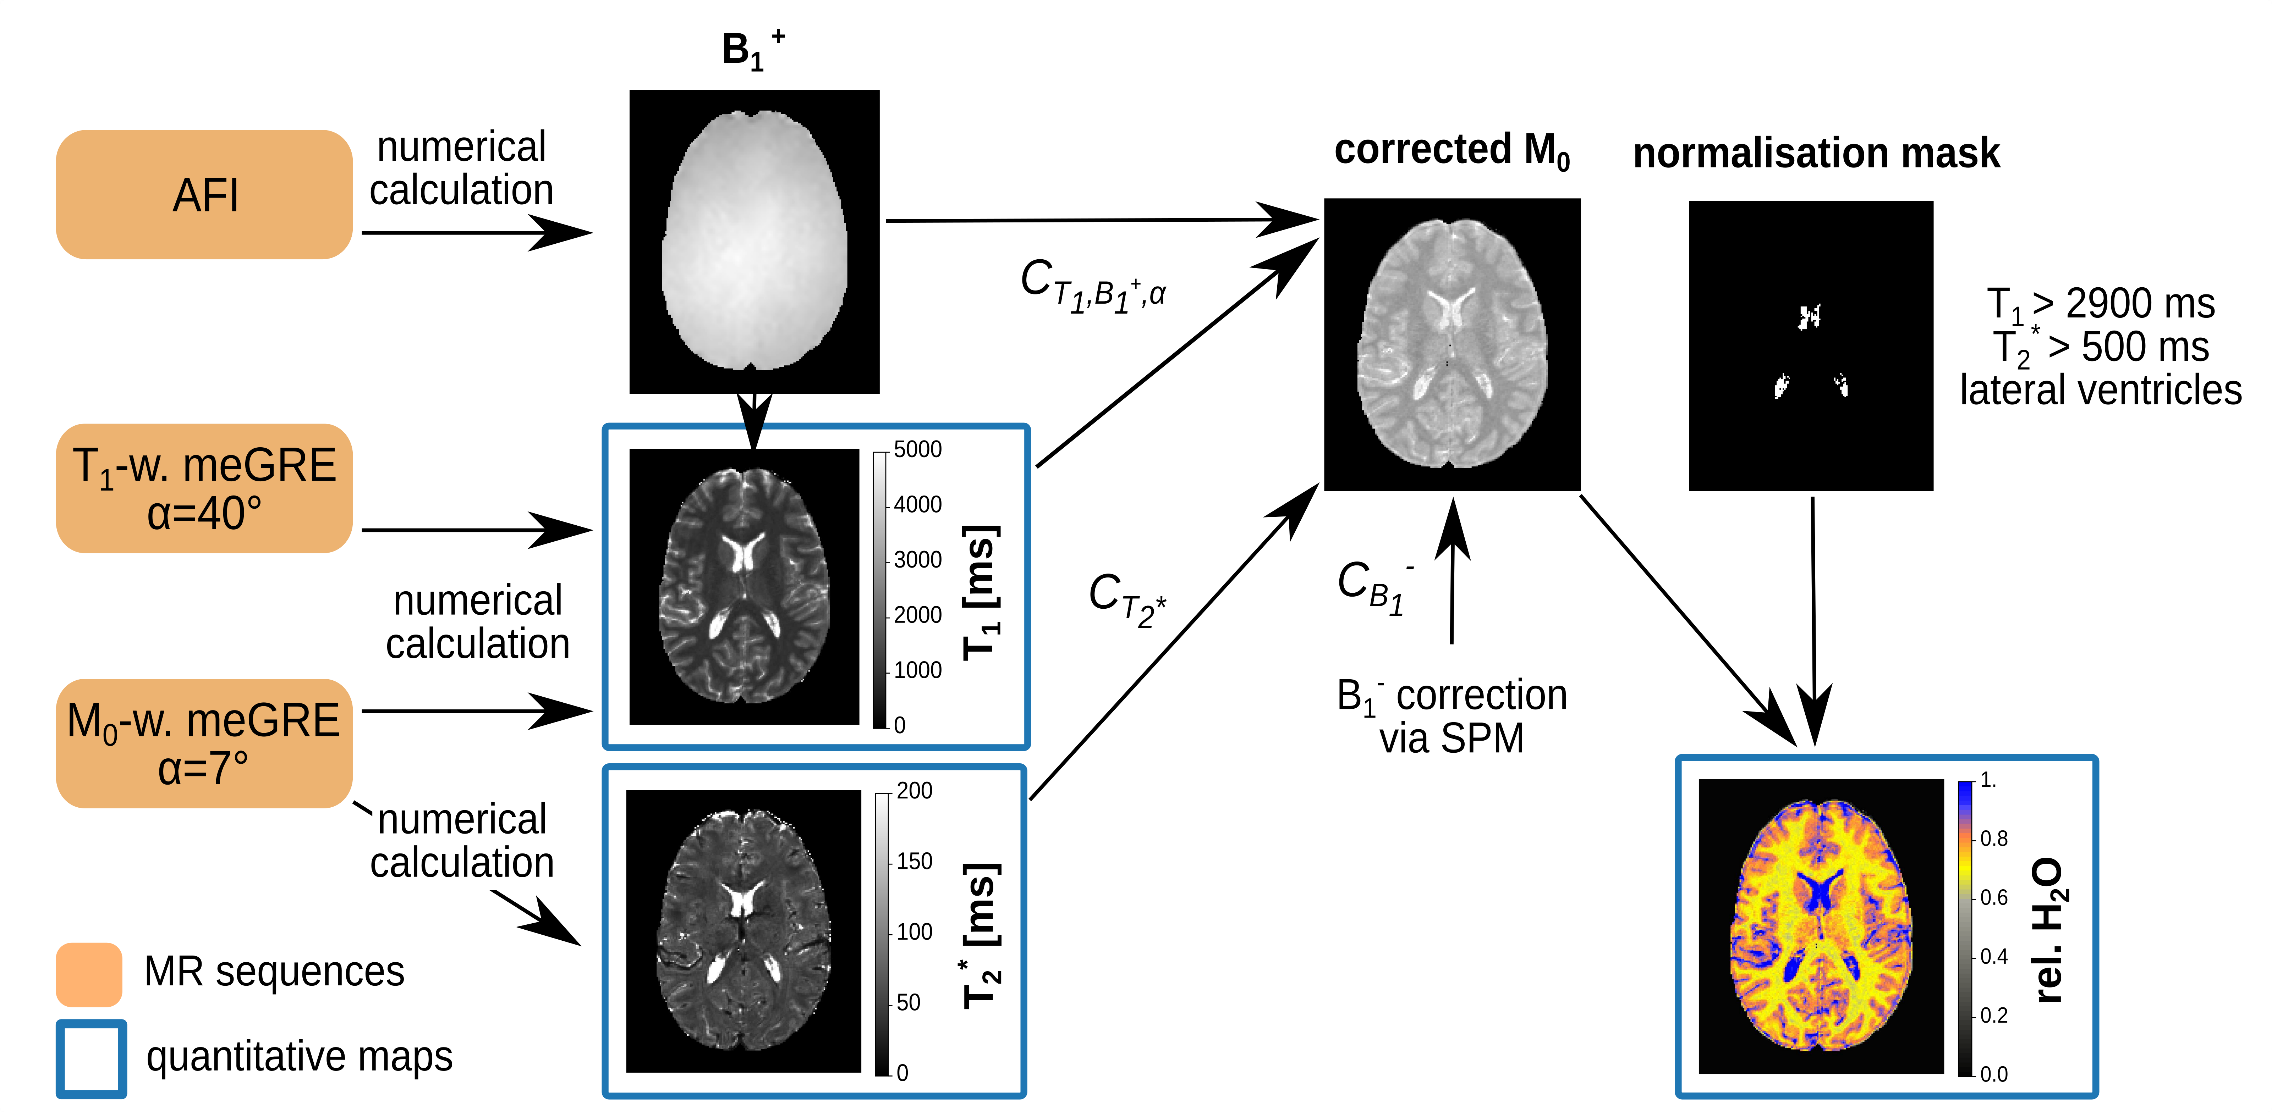 B₁⁺
AFI
numerical
calculation
corrected M₀
normalisation mask
C_T₁,B₁⁺,α
T₁ > 2900 ms
T₂* > 500 ms
lateral ventricles
T₁-w. meGRE
α=40°
numerical
calculation
5000
4000
3000
2000
1000
0
T₁ [ms]
C_T₂*
C_B₁⁻
B₁⁻ correction
via SPM
M₀-w. meGRE
α=7°
numerical
calculation
200
150
100
50
0
T₂* [ms]
1.
0.8
0.6
0.4
0.2
0.0
rel. H₂O
MR sequences
quantitative maps